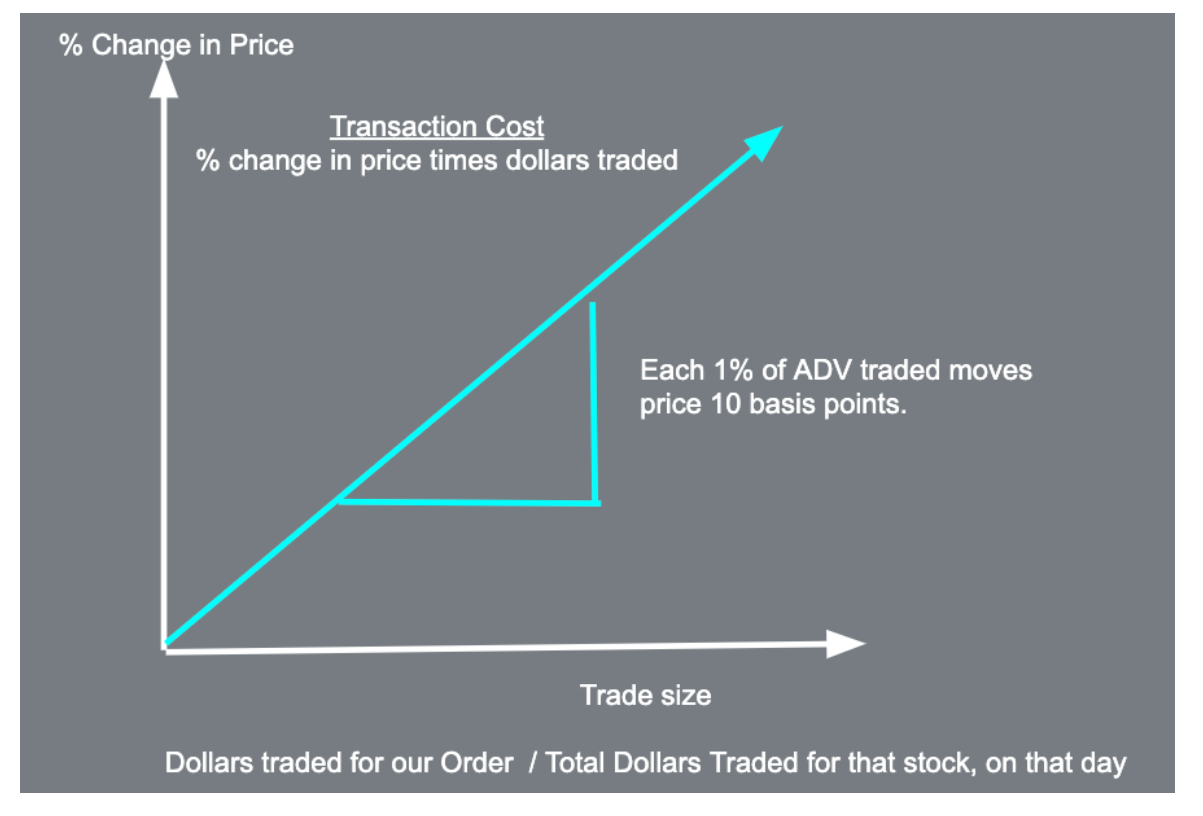 % Change in Price
Transaction Cost
% change in price times dollars traded
Each 1% of ADV traded moves
price 10 basis points.
Trade size
Dollars traded for our Order / Total Dollars Traded for that stock, on that day